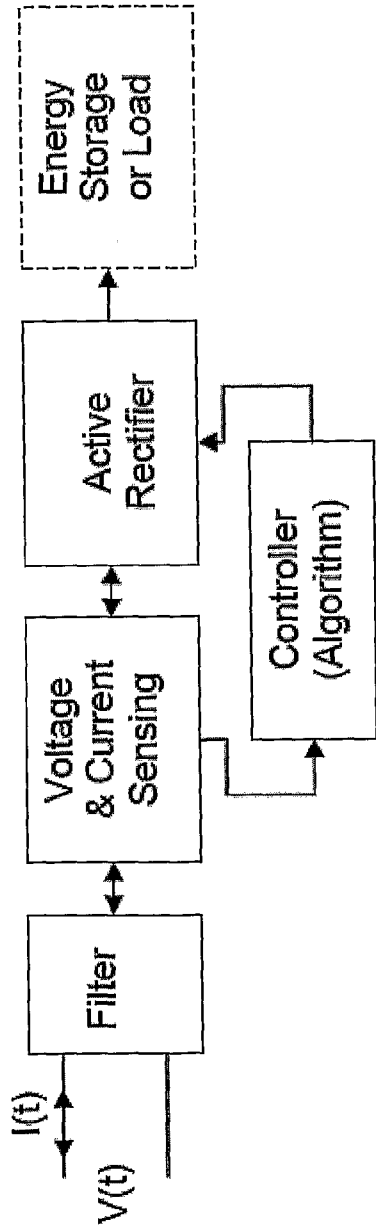 I(t)
V(t)
Filter
Voltage
& Current
Sensing
Active
Rectifier
Energy
Storage
or Load
Controller
(Algorithm)